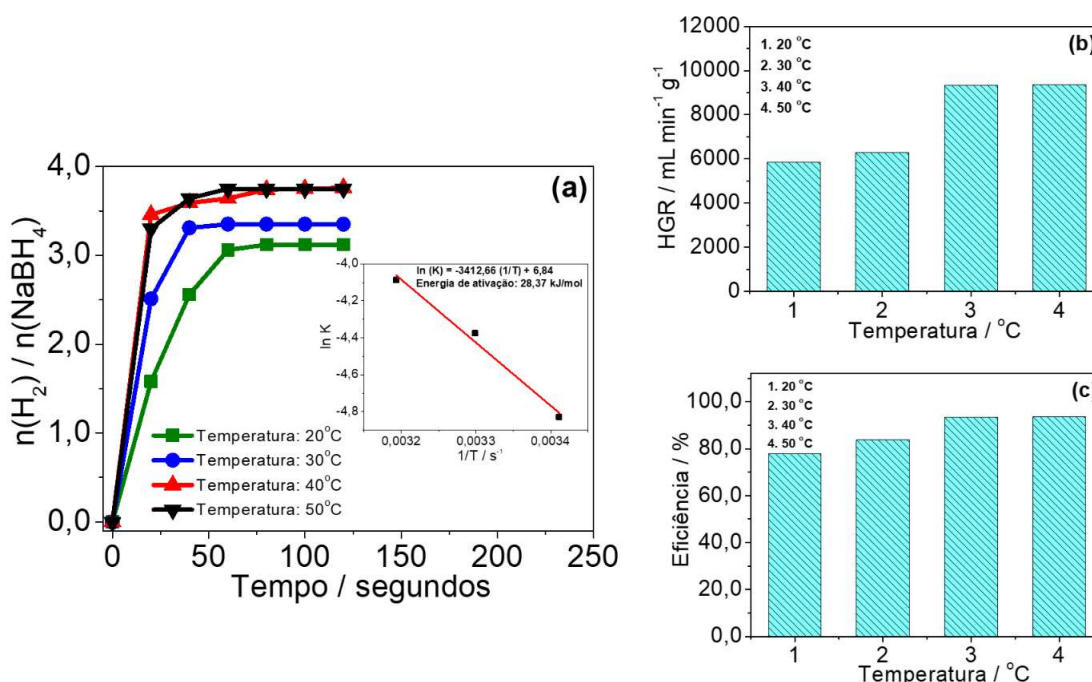 (a)
4,0
3,0
2,0
1,0
0,0
n(H2) / n(NaBH4)
0
50
100
150
200
250
Tempo / segundos
Temperatura: 20°C
Temperatura: 30°C
Temperatura: 40°C
Temperatura: 50°C
ln (K) = -3412,66 (1/T) + 6,84
Energia de ativação: 28,37 kJ/mol
-4,0
-4,4
-4,8
ln K
0,0032
0,0033
0,0034
1/T / s-1
(b)
1. 20 °C
2. 30 °C
3. 40 °C
4. 50 °C
12000
10000
8000
6000
4000
2000
0
HGR / mL min-1 g-1
1
2
3
4
Temperatura / °C
(c)
1. 20 °C
2. 30 °C
3. 40 °C
4. 50 °C
100,0
80,0
60,0
40,0
20,0
0,0
Eficiência / %
1
2
3
4
Temperatura / °C